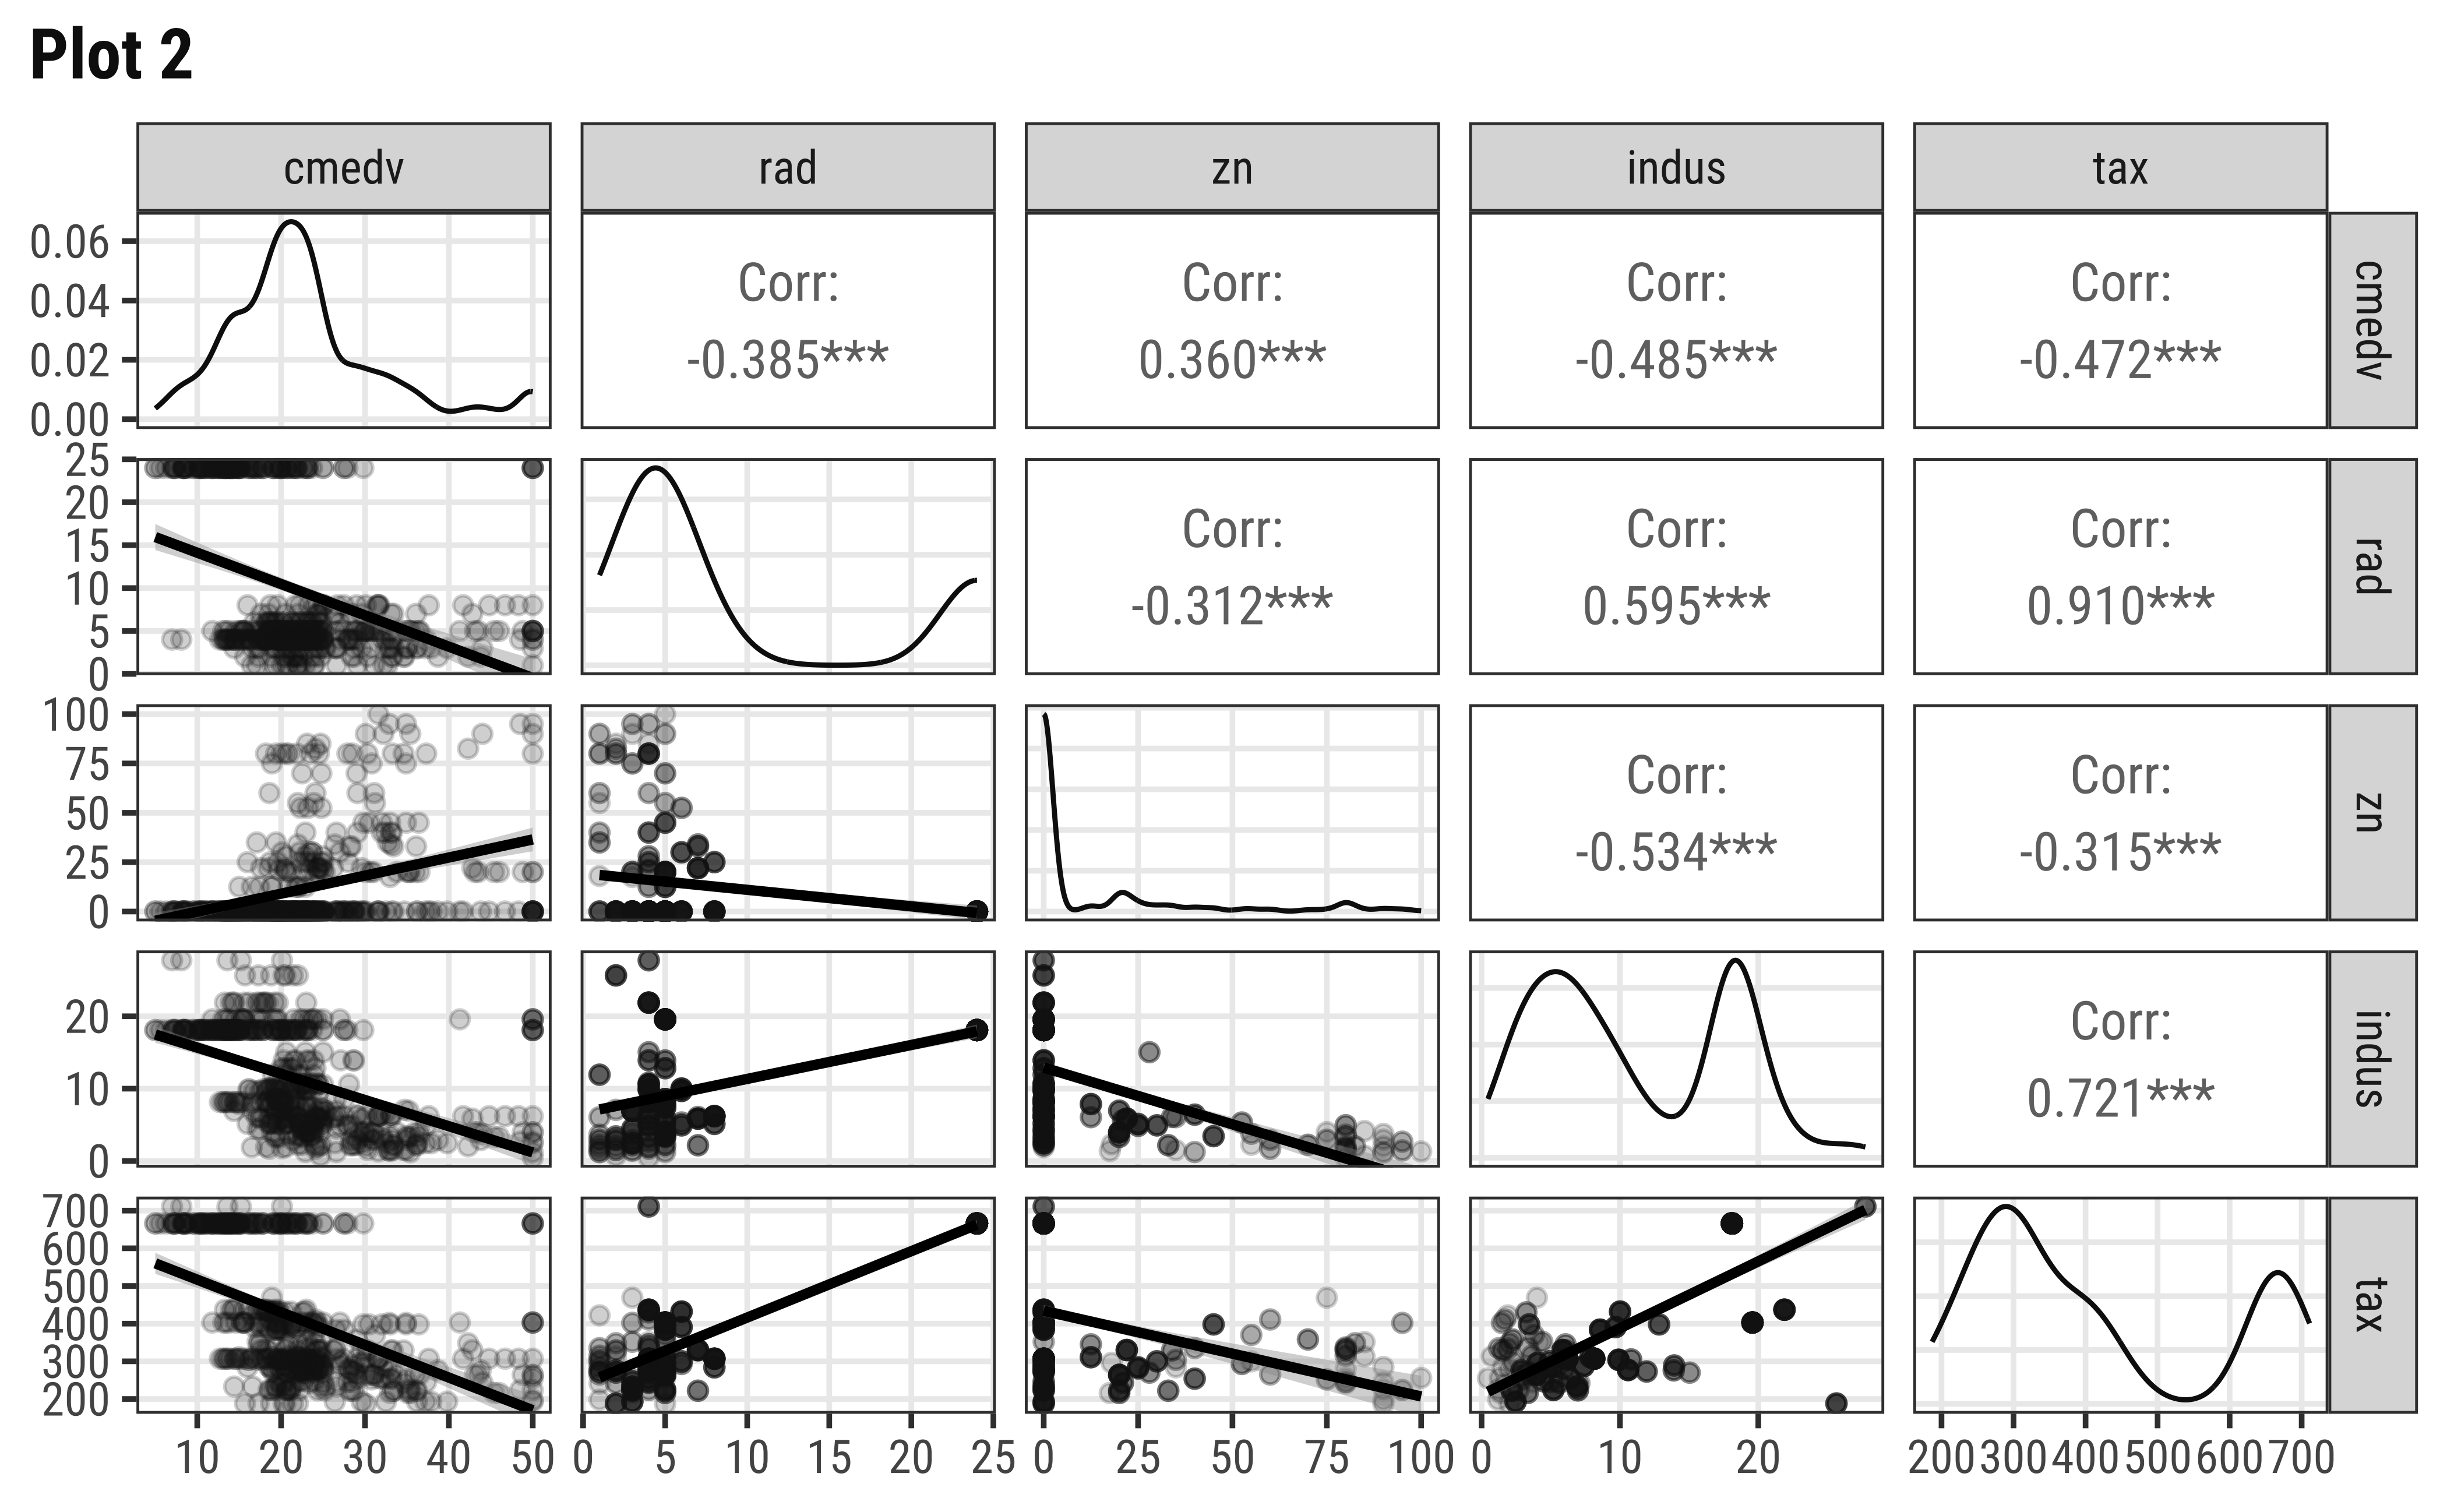 Plot 2
cmedv rad zn indus tax
0.06
0.04
0.02
0.00
Corr:
-0.385***
Corr:
0.360***
Corr:
-0.485***
Corr:
-0.472***
cmedv
25
20
15
10
5
0
Corr:
-0.312***
Corr:
0.595***
Corr:
0.910***
rad
100
75
50
25
0
Corr:
-0.534***
Corr:
-0.315***
zn
20
10
0
Corr:
0.721***
indus
700
600
500
400
300
200
tax
10 20 30 40 50 0 5 10 15 20 25 0 25 50 75 100 0 10 20 200 300 400 500 600 700